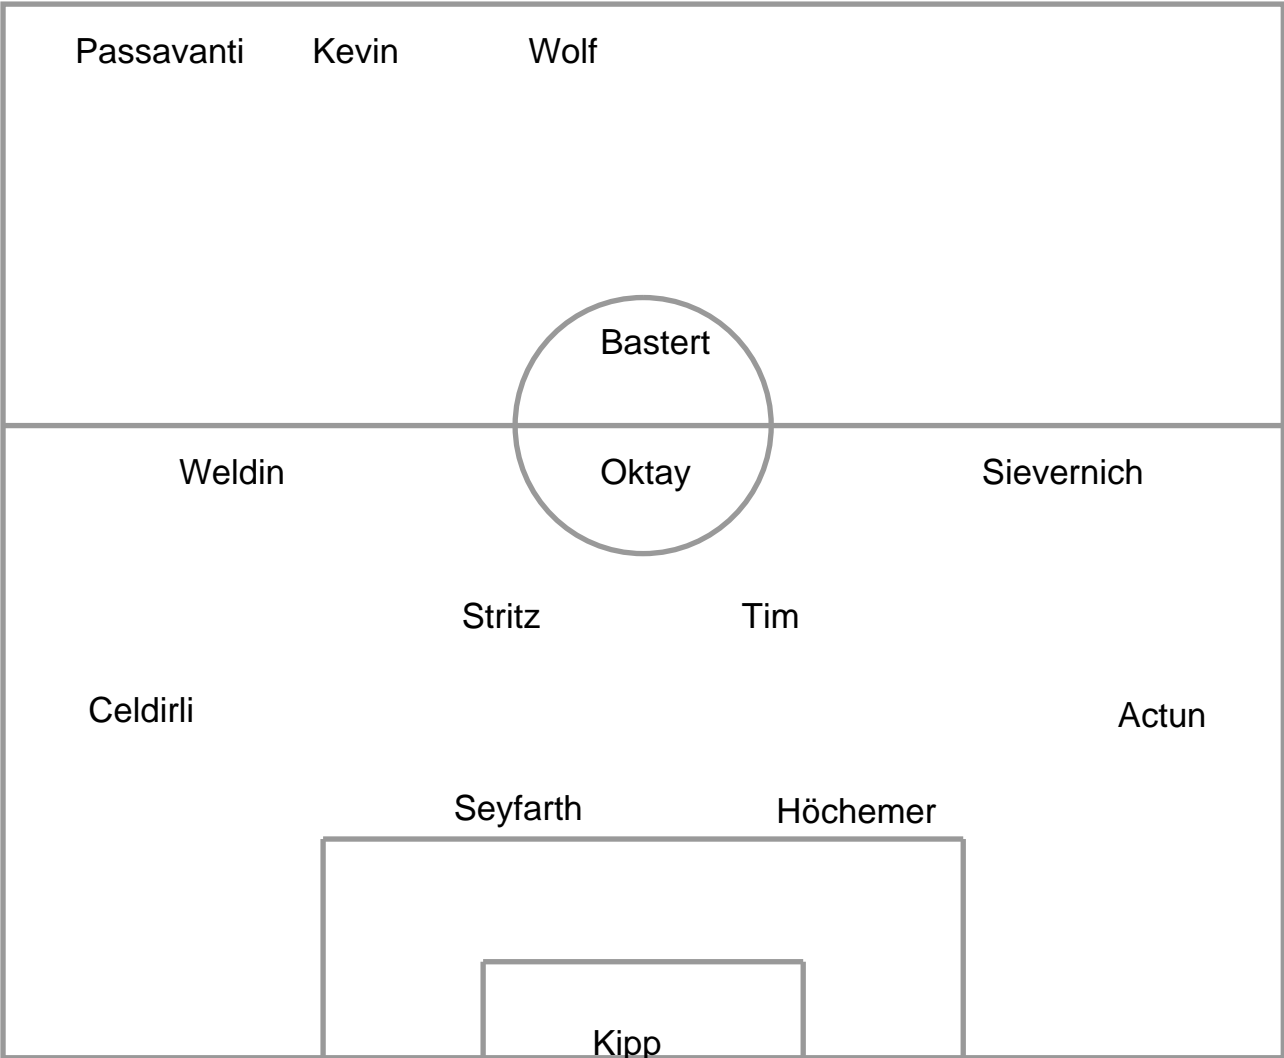 Passavanti Kevin Wolf
Bastert
Weldin Oktay Sievernich
Stritz Tim
Celdirli Actun
Seyfarth Höchemer
Kipp